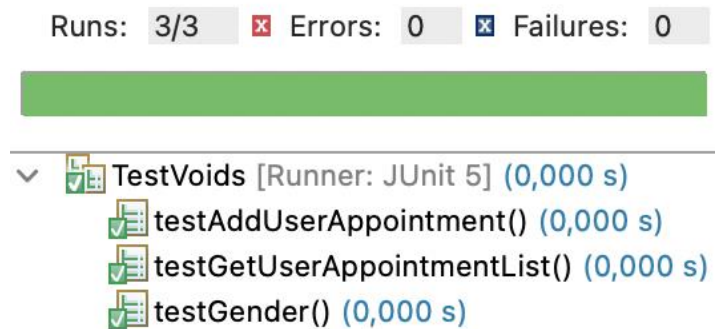 Runs: 3/3 Errors: 0 Failures: 0
TestVoids [Runner: JUnit 5] (0,000 s)
testAddUserAppointment() (0,000 s)
testGetUserAppointmentList() (0,000 s)
testGender() (0,000 s)